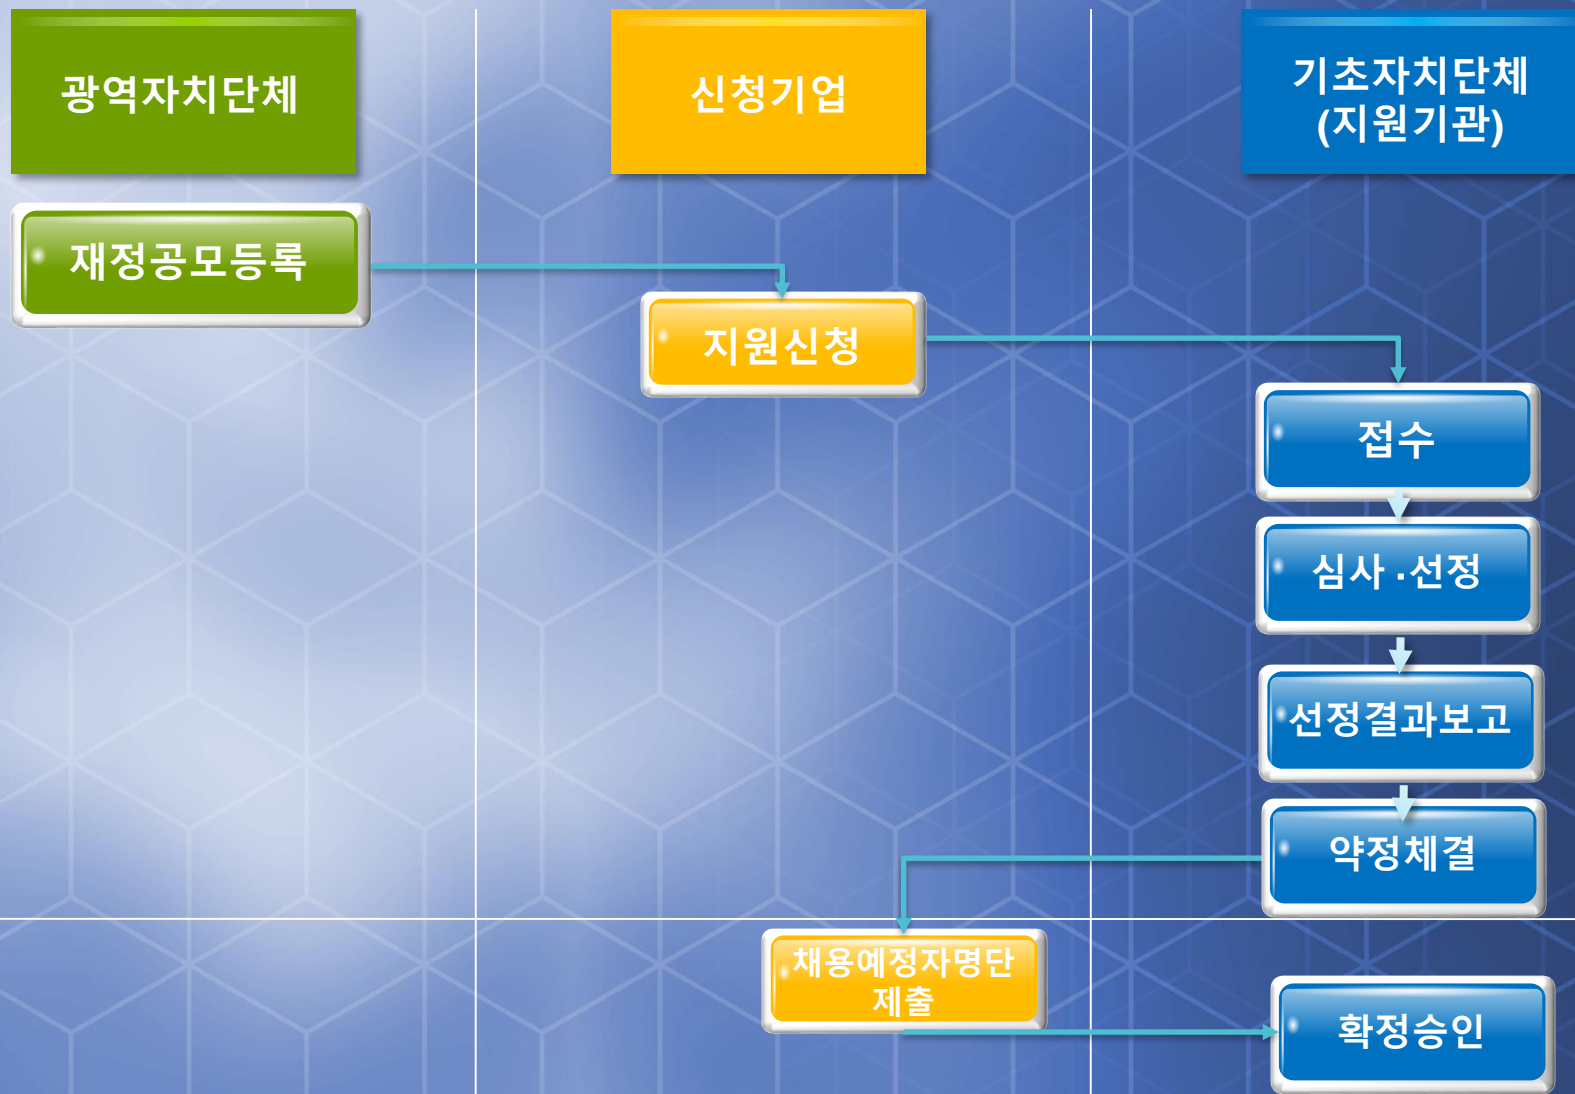 광역자치단체
신청기업
기초자치단체
(지원기관)
재정공모등록
지원신청
접수
심사 ·선정
선정결과보고
약정체결
채용예정자명단
제출
확정승인